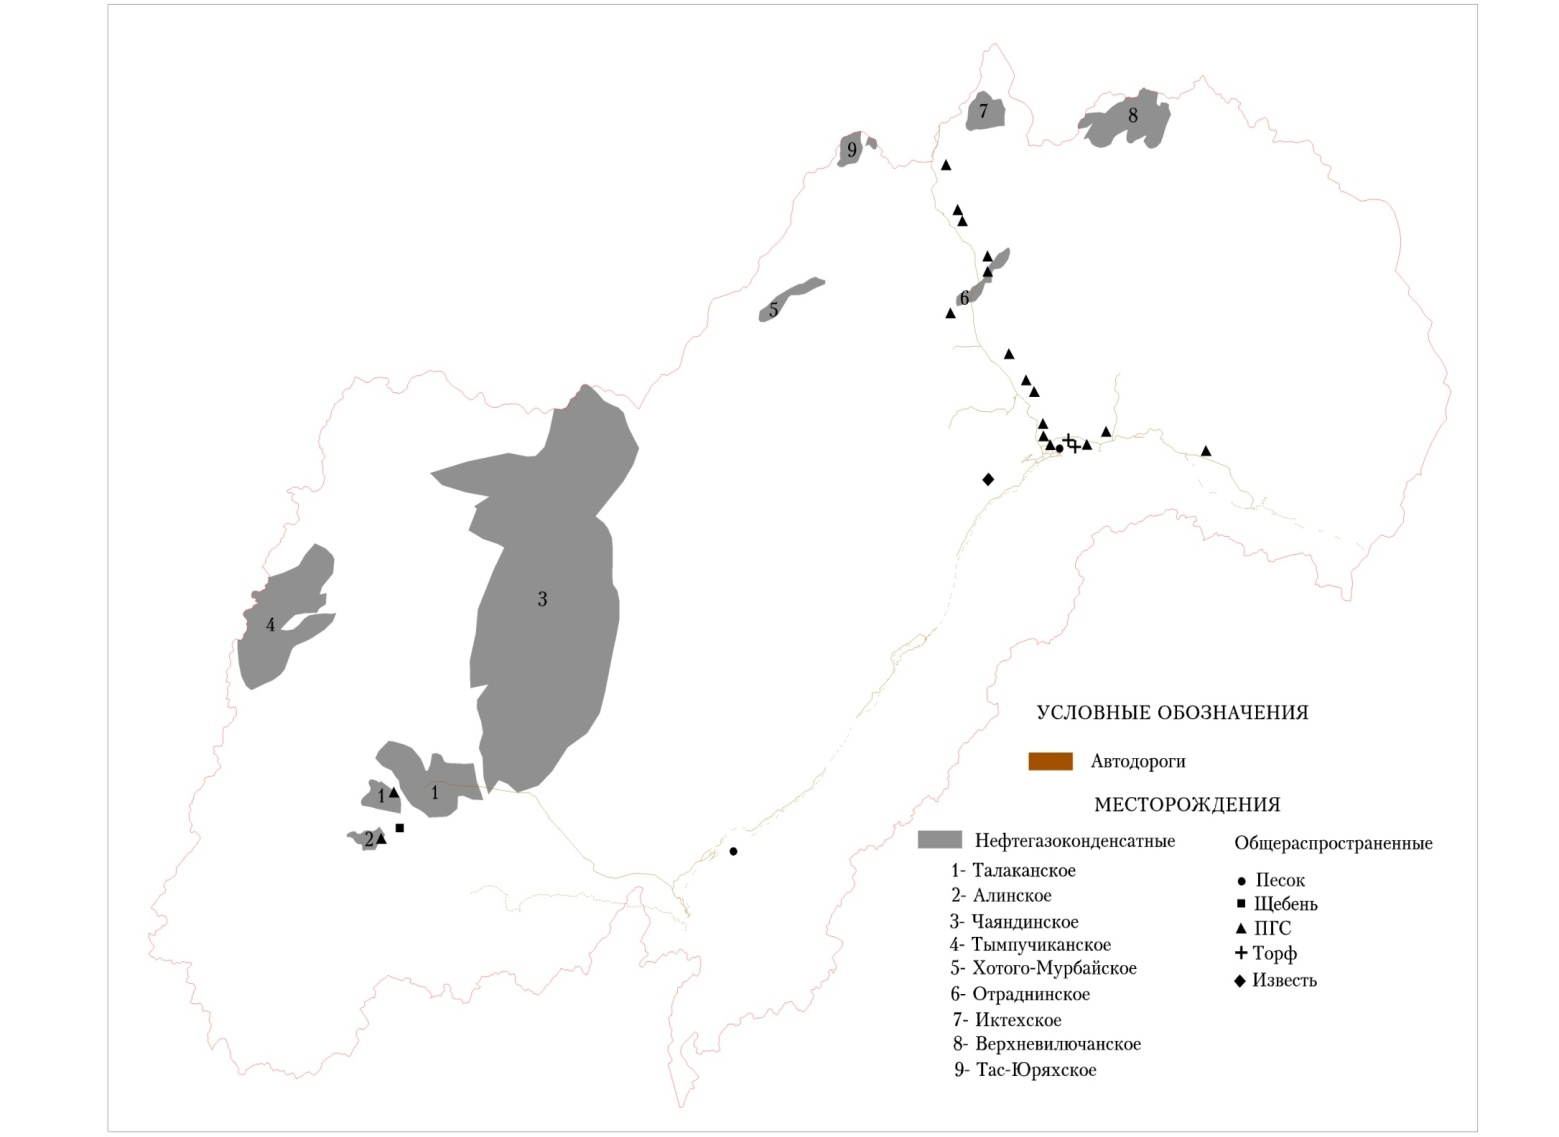 7
8
9
6
5
3
4
1
1
2
УСЛОВНЫЕ ОБОЗНАЧЕНИЯ
Автодороги
МЕСТОРОЖДЕНИЯ
Нефтегазоконденсатные
1- Талаканское
2- Алинское
3- Чаяндинское
4- Тымпучиканское
5- Хотого-Мурбайское
6- Отраднинское
7- Иктехское
8- Верхневилючанское
9- Тас-Юряхское
Общераспространенные
Песок
Щебень
ПГС
Торф
Известь